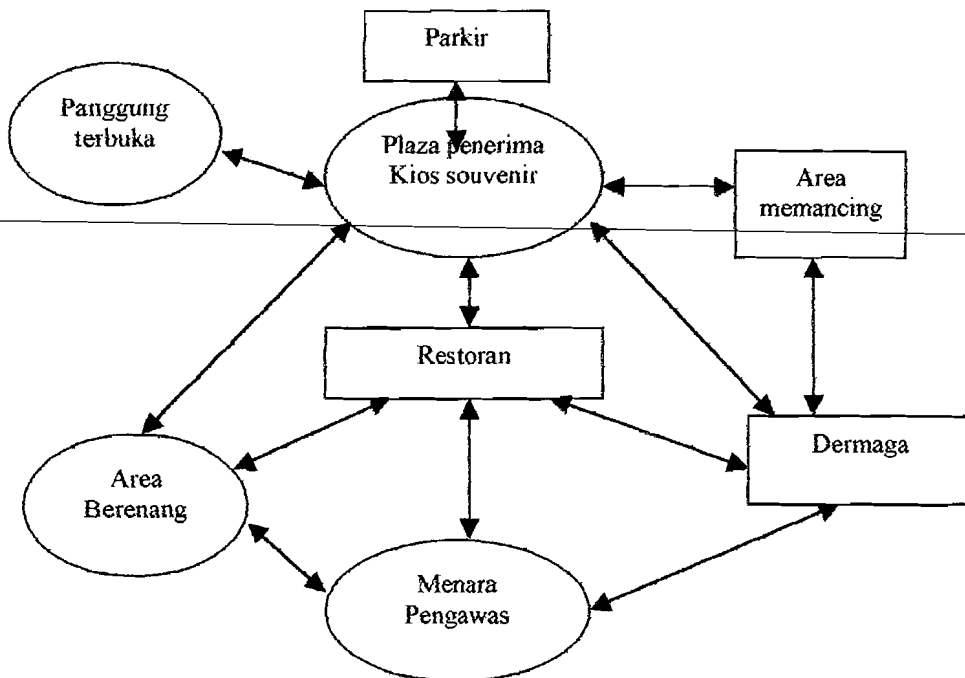 Parkir
Panggung
terbuka
Plaza penerima
Kios souvenir
Area
memancing
Restoran
Dermaga
Area
Berenang
Menara
Pengawas